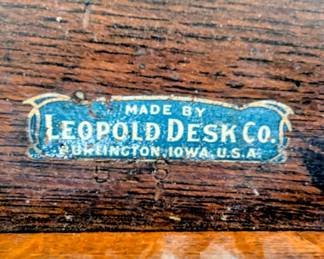 MADE BY
LEOPOLD DESK CO.
BURLINGTON, IOWA, U.S.A.